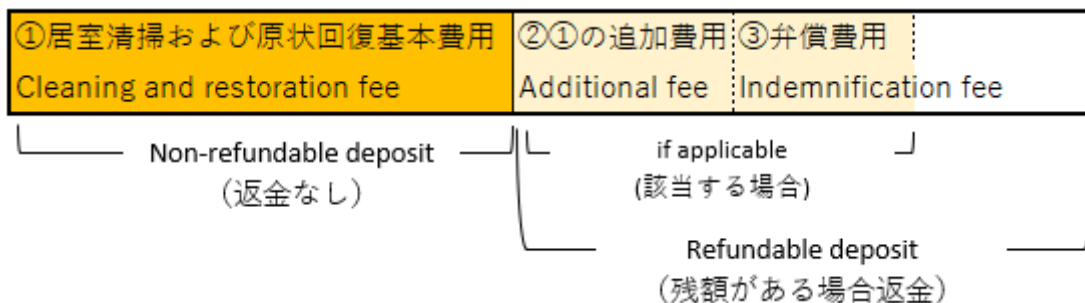 ①居室清掃および原状回復基本費用
Cleaning and restoration fee
②①の追加費用
Additional fee
③弁償費用
Indemnification fee
Non-refundable deposit
（返金なし）
if applicable
(該当する場合)
Refundable deposit
（残額がある場合返金）